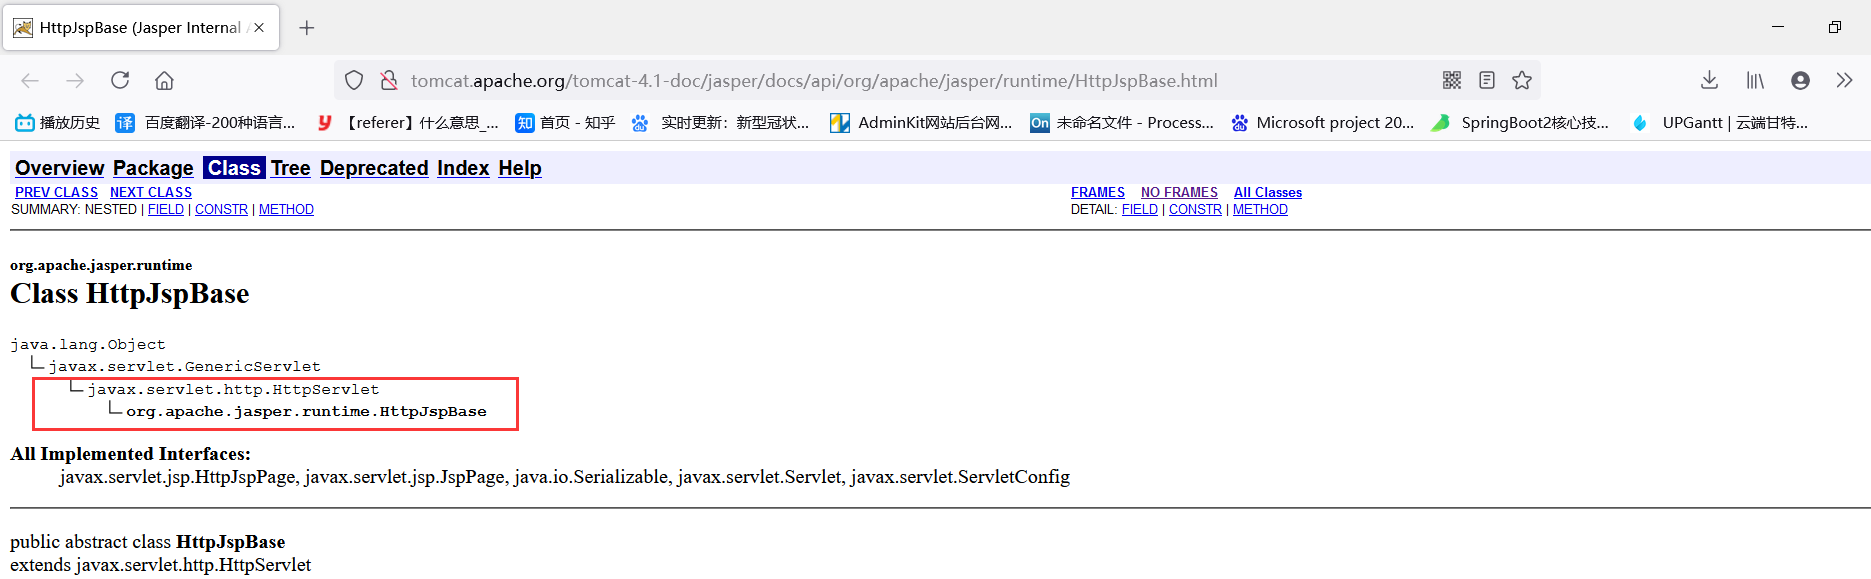 HttpJspBase (Jasper Internal
tomcat.apache.org/tomcat-4.1-doc/jasper/docs/api/org/apache/jasper/runtime/HttpJspBase.html
播放历史 百度翻译-200种语言... 【referer】什么意思_... 首页 - 知乎 实时更新：新型冠状... AdminKit网站后台网... 未命名文件 - Process... Microsoft project 20... SpringBoot2核心技... UPGantt | 云端甘特...
Overview Package Class Tree Deprecated Index Help
PREV CLASS NEXT CLASS FRAMES NO FRAMES All Classes
SUMMARY: NESTED | FIELD | CONSTR | METHOD DETAIL: FIELD | CONSTR | METHOD
org.apache.jasper.runtime
Class HttpJspBase
java.lang.Object
javax.servlet.GenericServlet
javax.servlet.http.HttpServlet
org.apache.jasper.runtime.HttpJspBase
All Implemented Interfaces:
javax.servlet.jsp.HttpJspPage, javax.servlet.jsp.JspPage, java.io.Serializable, javax.servlet.Servlet, javax.servlet.ServletConfig
public abstract class HttpJspBase
extends javax.servlet.http.HttpServlet